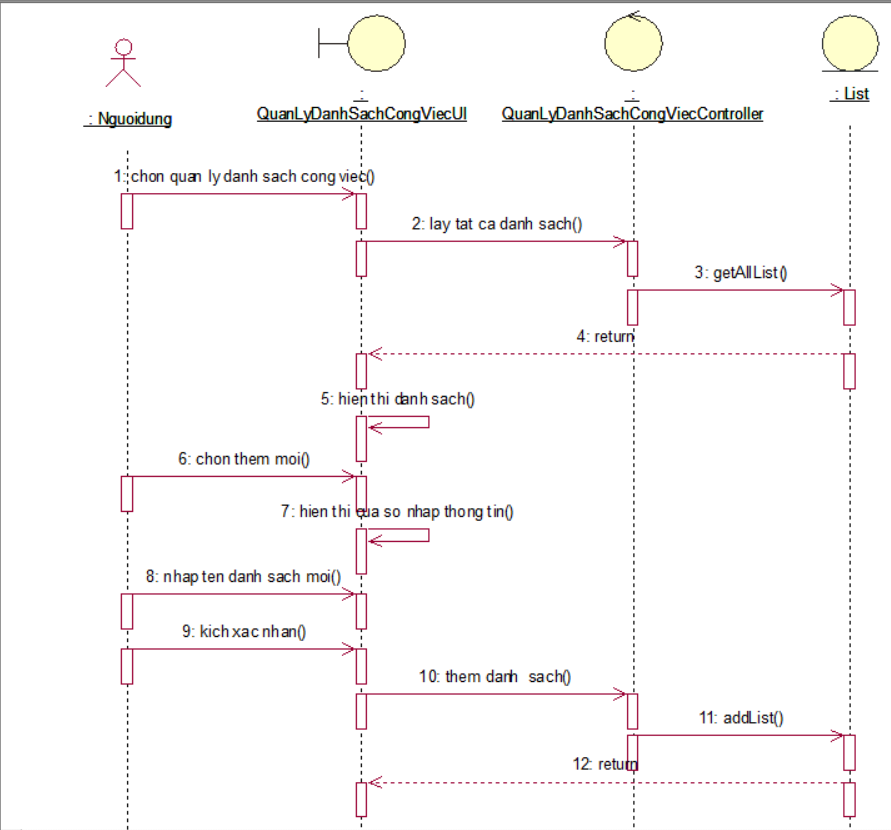 : Nguoidung
:
QuanLyDanhSachCongViecUI
:
QuanLyDanhSachCongViecController
: List
1: chon quan ly danh sach cong viec()
2: lay tat ca danh sach()
3: getAllList()
4: return
5: hien thi danh sach()
6: chon them moi()
7: hien thi cua so nhap thong tin()
8: nhap ten danh sach moi()
9: kich xac nhan()
10: them danh sach()
11: addList()
12: return